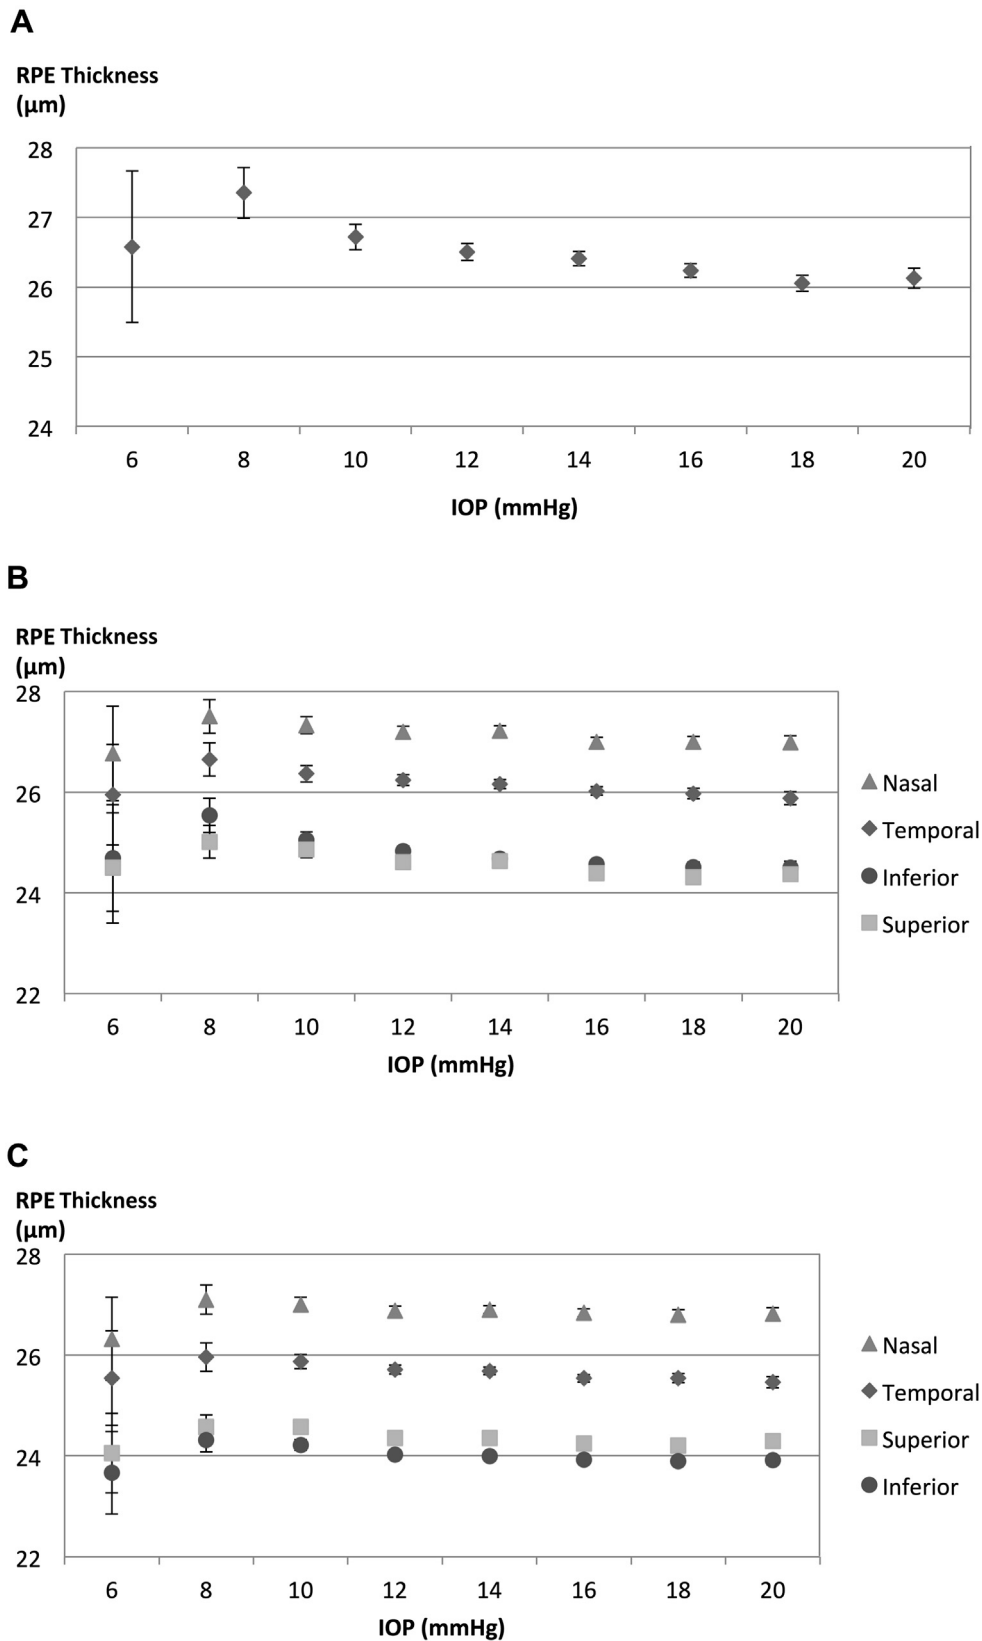 A
RPE Thickness
(μm)
28
27
26
25
24
6 8 10 12 14 16 18 20
IOP (mmHg)
B
RPE Thickness
(μm)
28
26
24
22
6 8 10 12 14 16 18 20
IOP (mmHg)
Nasal
Temporal
Inferior
Superior
C
RPE Thickness
(μm)
28
26
24
22
6 8 10 12 14 16 18 20
IOP (mmHg)
Nasal
Temporal
Superior
Inferior